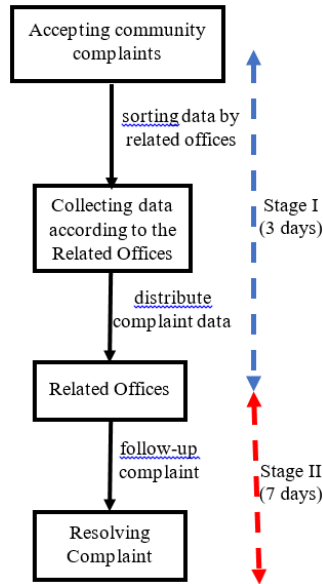 Accepting community
complaints
sorting data by
related offices
Collecting data
according to the
Related Offices
Stage I
(3 days)
distribute
complaint data
Related Offices
follow-up
complaint
Stage II
(7 days)
Resolving
Complaint